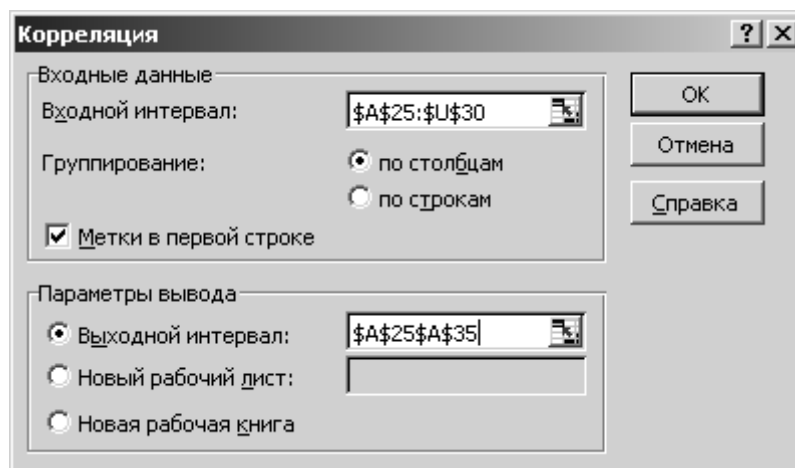 Корреляция
Входные данные
Входной интервал: $A$25:$U$30
Группирование: по столбцам
по строкам
Метки в первой строке
OK
Отмена
Справка
Параметры вывода
Выходной интервал: $A$25$A$35
Новый рабочий лист:
Новая рабочая книга